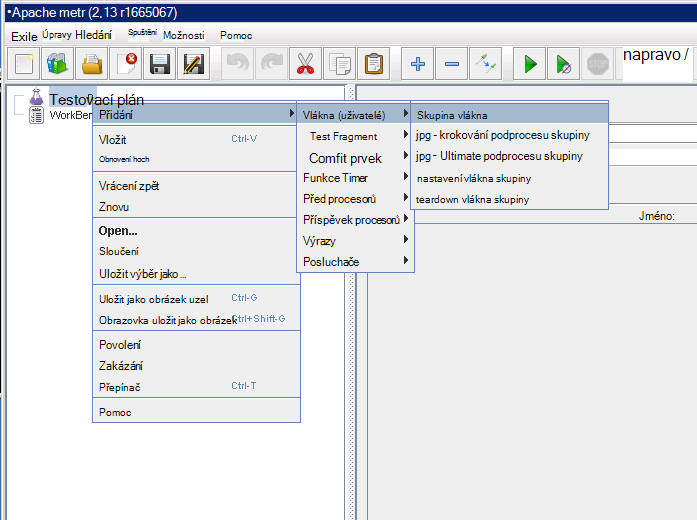 •Apache metr (2,13 r1665067)
Exile Úpravy Hledání Spuštění Možnosti Pomoc
napravo /
STOP
Testovací plán
WorkBen
Přidání
Vložit Ctrl-V
Obnovení hoch
Vrácení zpět
Znovu
Open...
Sloučení
Uložit výběr jako...
Uložit jako obrázek uzel Ctrl-G
Obrazovka uložit jako obrázek Ctrl+Shift-G
Povolení
Zakázání
Přepínač Ctrl-T
Pomoc
Vlákna (uživatelé)
Test Fragment
Comfit prvek
Funkce Timer
Před procesorů
Příspěvek procesorů
Výrazy
Posluchače
Skupina vlákna
jpg - krokování podprocesu skupiny
jpg - Ultimate podprocesu skupiny
nastavení vlákna skupiny
teardown vlákna skupiny
Jméno: